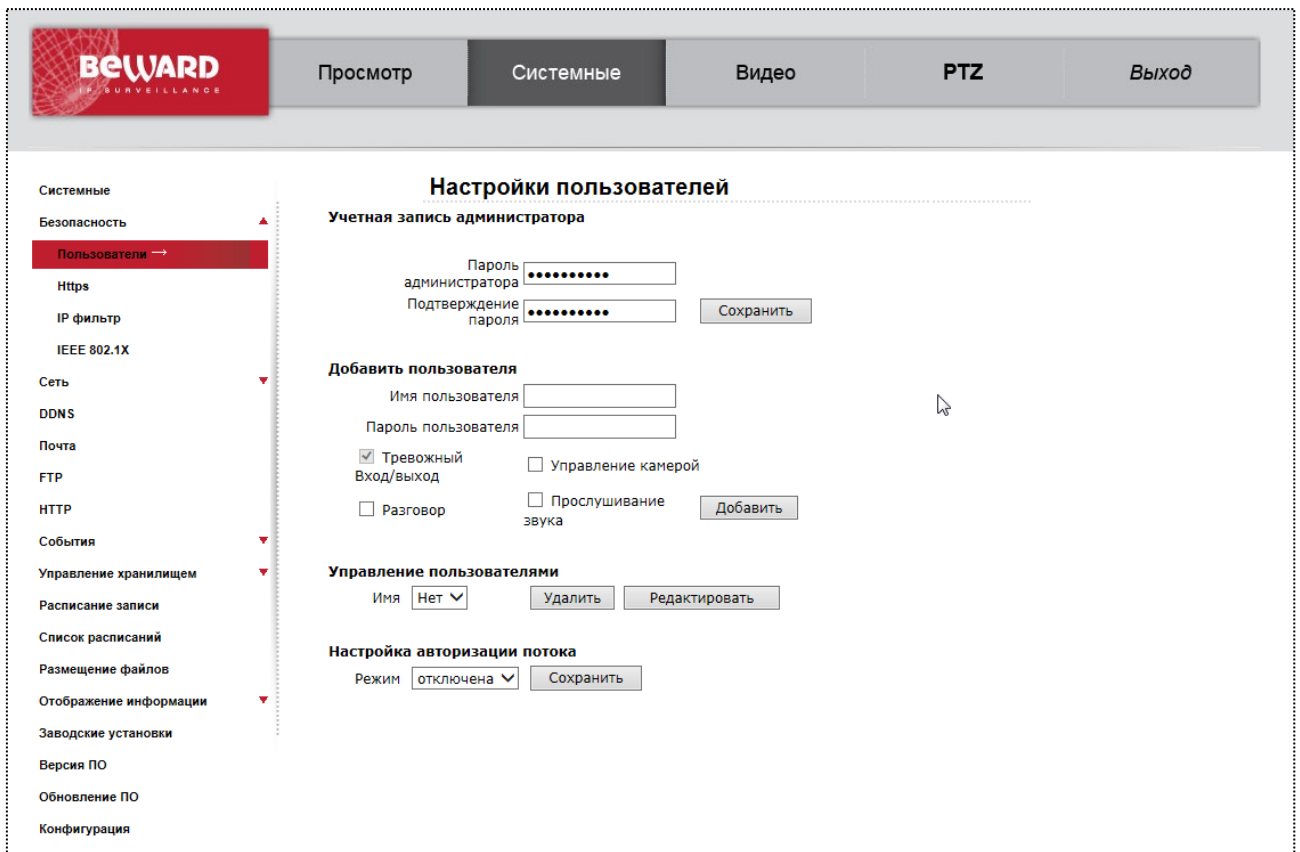 BEWARD
IP SURVEILLANCE
Просмотр
Системные
Видео
PTZ
Выход
Системные
Безопасность
Пользователи →
Https
IP фильтр
IEEE 802.1X
Сеть
DDNS
Почта
FTP
HTTP
События
Управление хранилищем
Расписание записи
Список расписаний
Размещение файлов
Отображение информации
Заводские установки
Версия ПО
Обновление ПО
Конфигурация
Настройки пользователей
Учетная запись администратора
Пароль
администратора ••••••••••
Подтверждение
пароля ••••••••••
Сохранить
Добавить пользователя
Имя пользователя
Пароль пользователя
Тревожный
Вход/выход
Управление камерой
Разговор
Прослушивание
звука
Добавить
Управление пользователями
Имя Нет Удалить Редактировать
Настройка авторизации потока
Режим отключена Сохранить